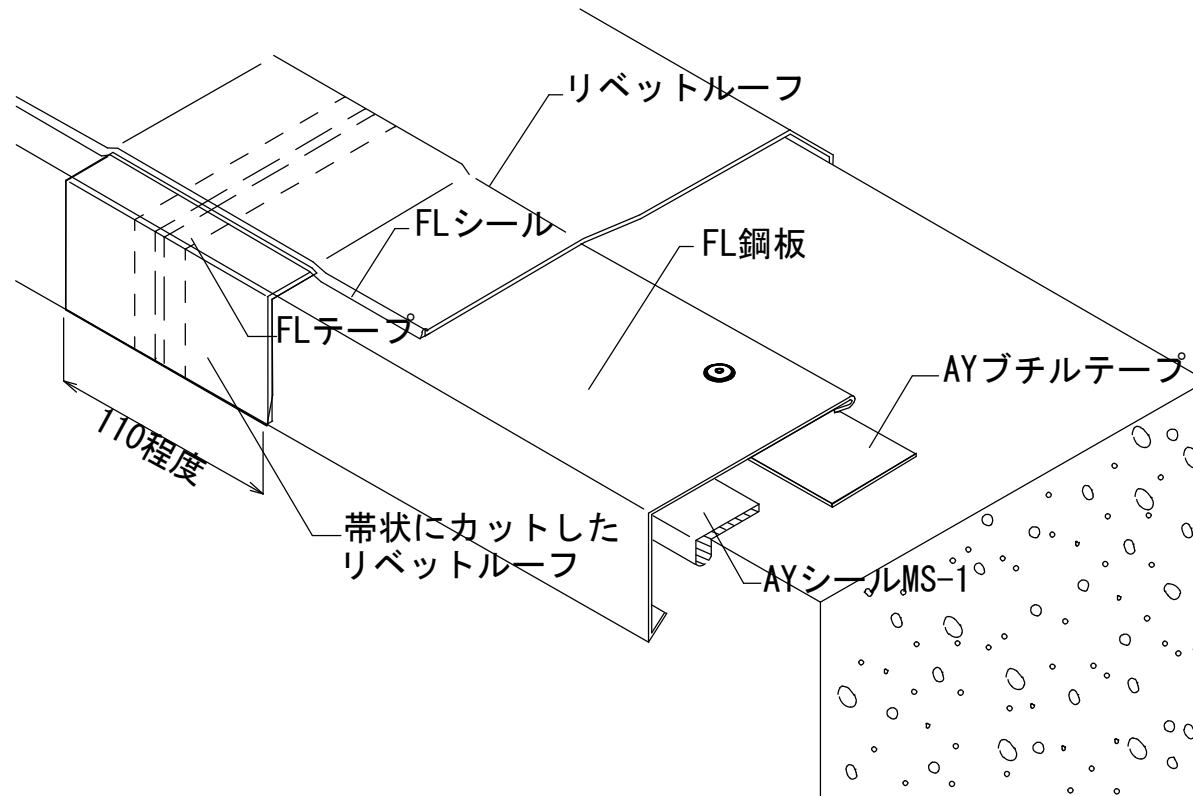 リベットルーフ
FLシール
FL鋼板
FLテープ
AYブチルテープ
110程度
帯状にカットした
リベットルーフ
AYシールMS-1